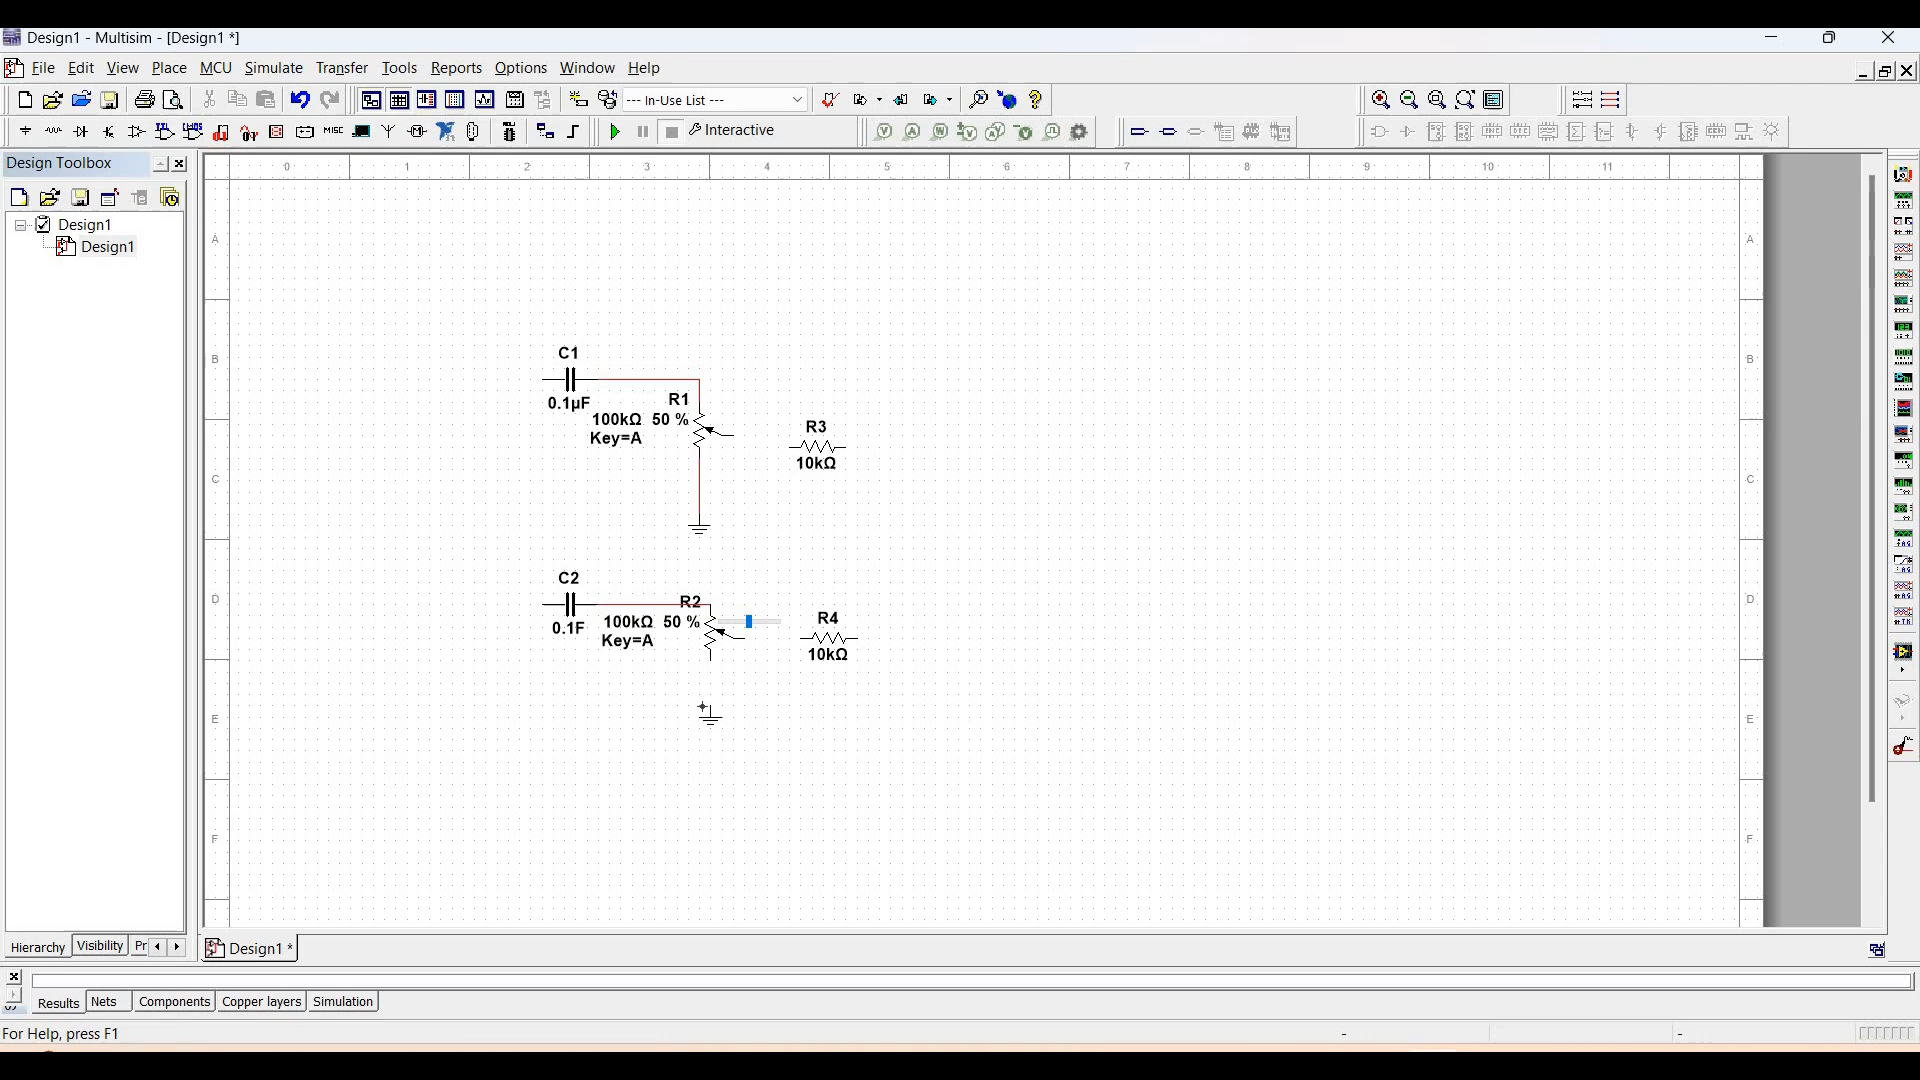 Design1 - Multisim - [Design1 *]
File Edit View Place MCU Simulate Transfer Tools Reports Options Window Help
--- In-Use List ---
MISC
Interactive
Design Toolbox
0 1 2 3 4 5 6 7 8 9 10 11
Design1
Design1
A A
B B
C C
D D
E E
F F
C1
0.1µF
R1
100kΩ 50 %
Key=A
R3
10kΩ
C2
0.1F
R2
100kΩ 50 %
Key=A
R4
10kΩ
Hierarchy Visibility Pr
Design1 *
Results Nets Components Copper layers Simulation
For Help, press F1
- -